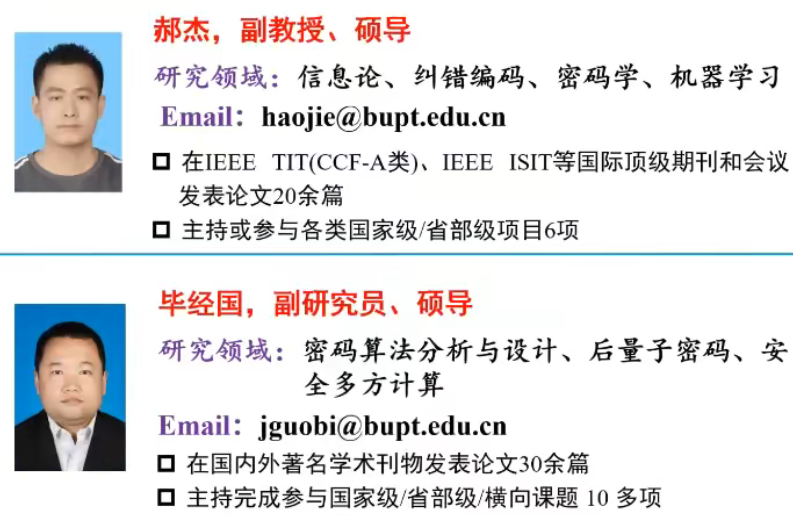 郝杰，副教授、硕导
研究领域：信息论、纠错编码、密码学、机器学习
Email：haojie@bupt.edu.cn
在IEEE TIT(CCF-A类)、IEEE ISIT等国际顶级期刊和会议
发表论文20余篇
主持或参与各类国家级/省部级项目6项
毕经国，副研究员、硕导
研究领域：密码算法分析与设计、后量子密码、安
全多方计算
Email：jguobi@bupt.edu.cn
在国内外著名学术刊物发表论文30余篇
主持完成参与国家级/省部级/横向课题 10 多项